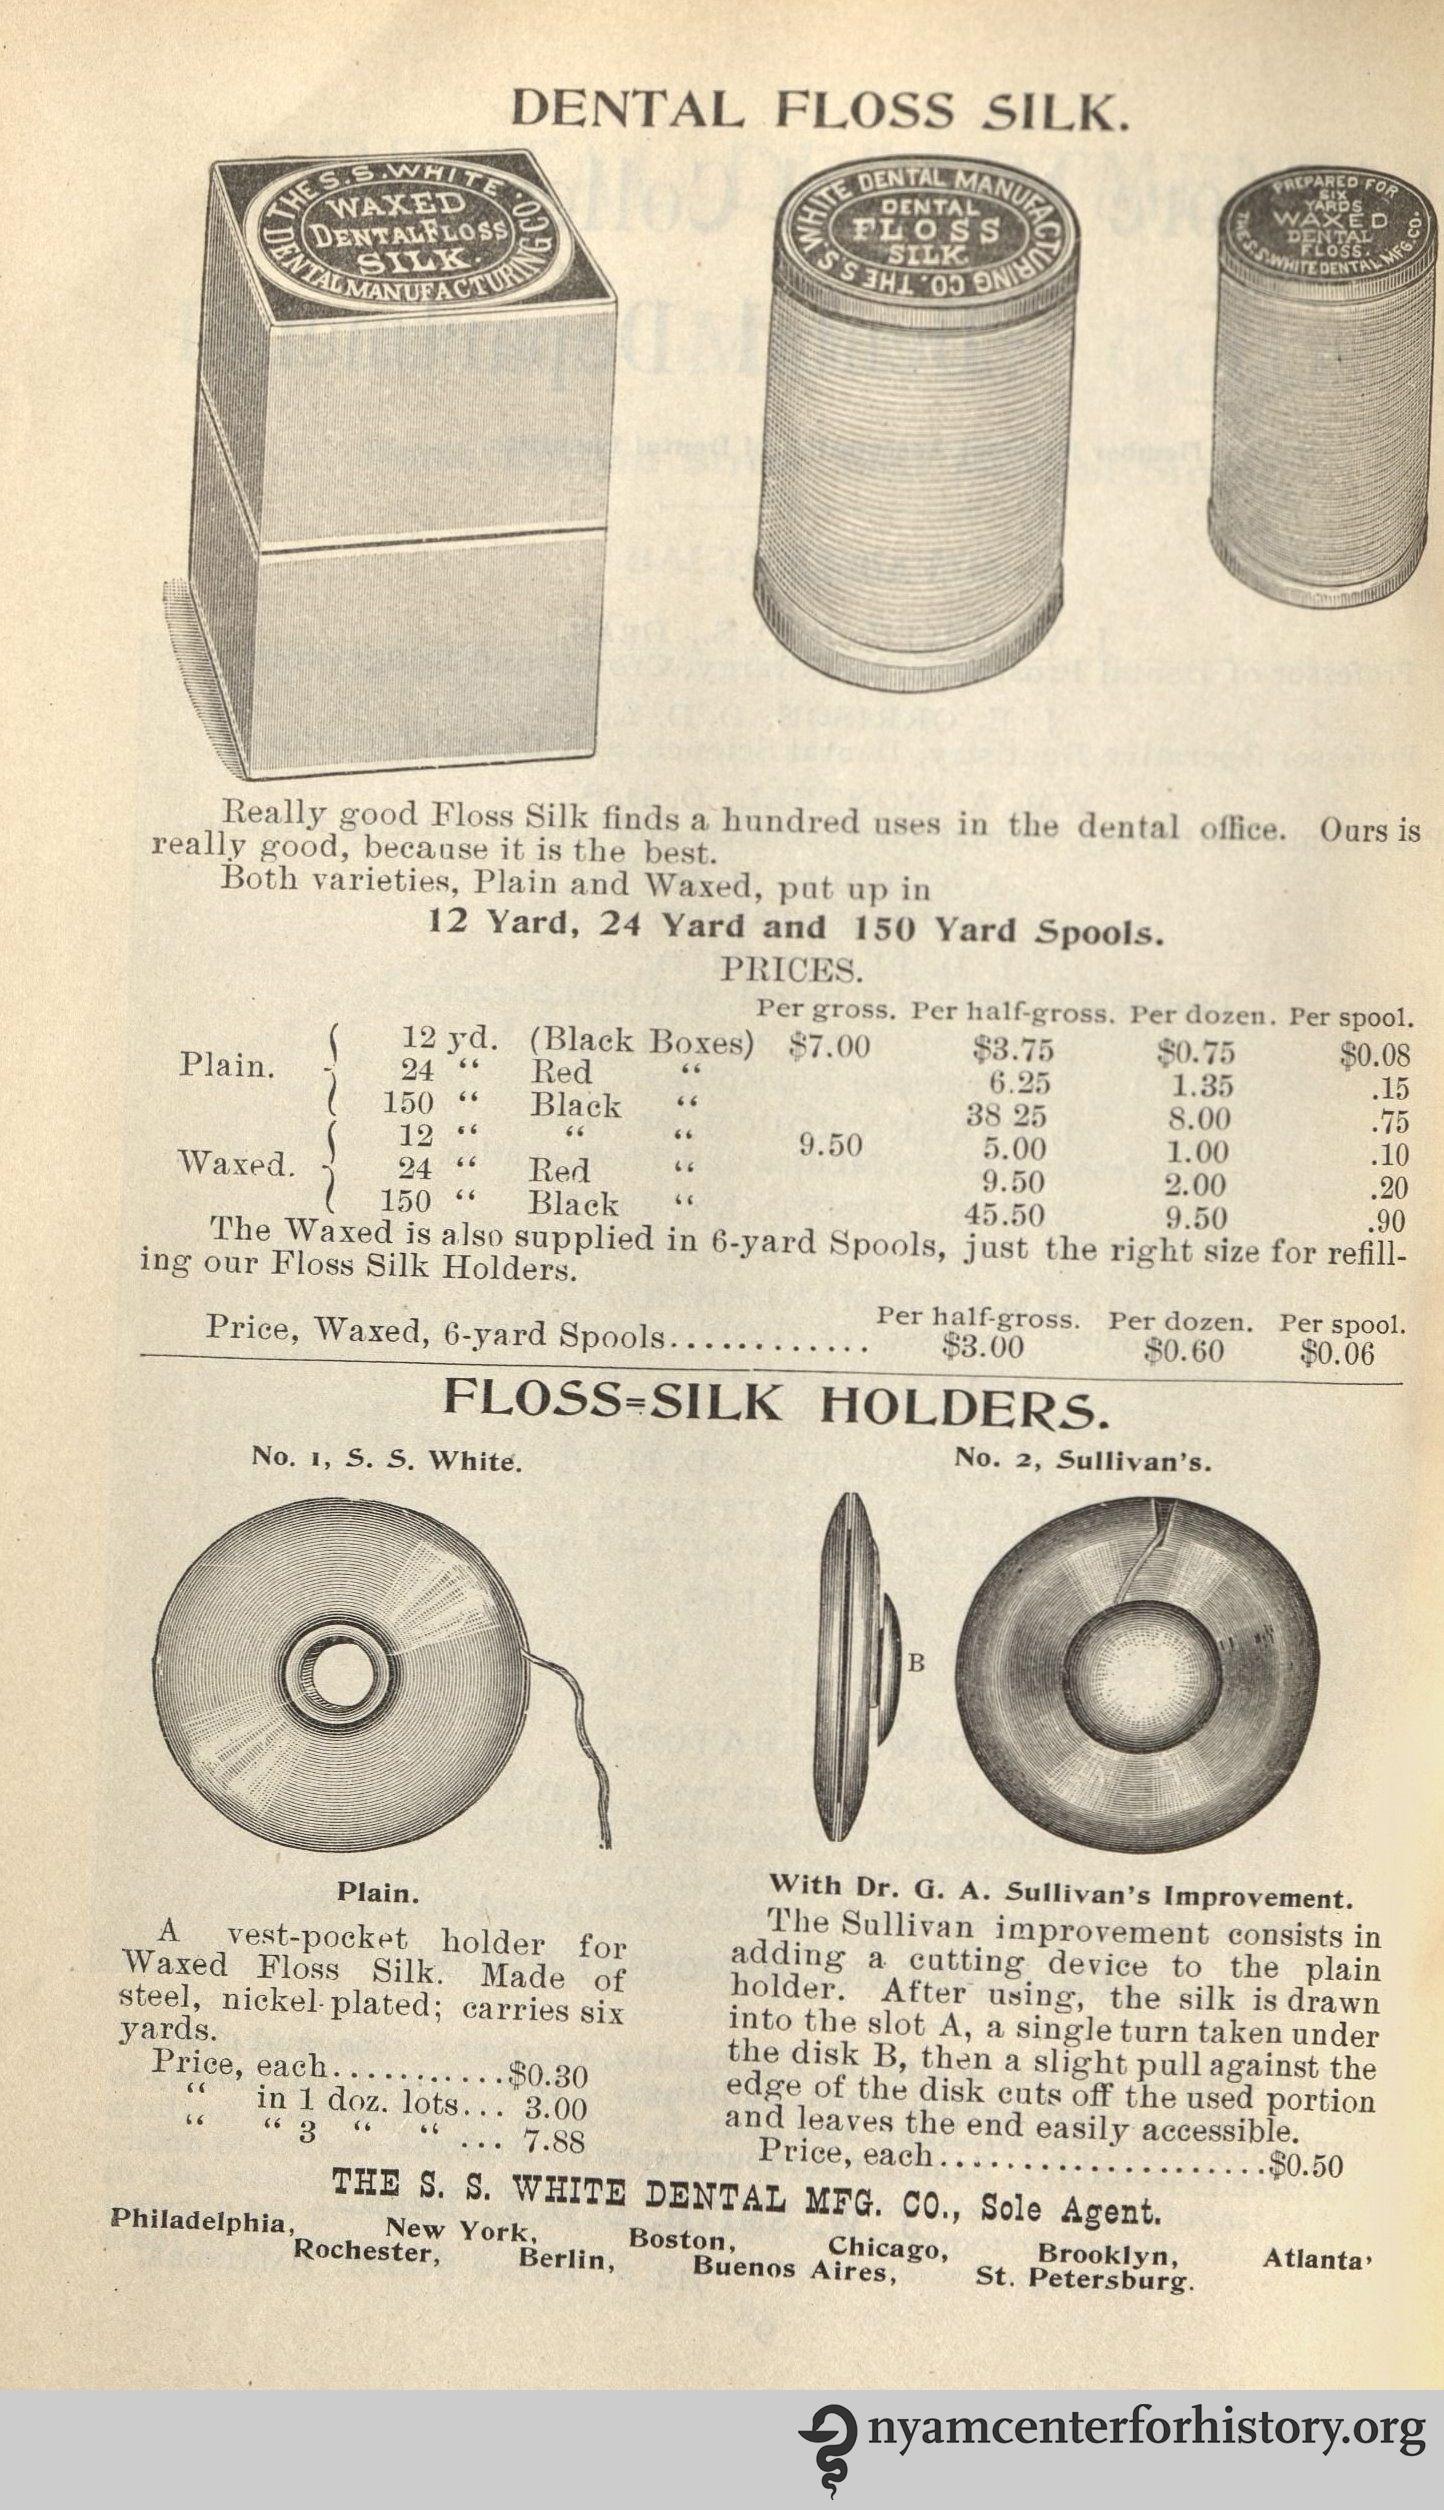 DENTAL FLOSS SILK.
THE S.S. WHITE DENTAL MANUFACTURING CO.
WAXED
DENTAL FLOSS
SILK.
THE S.S. WHITE DENTAL MANUFACTURING CO.
DENTAL
FLOSS
SILK
PREPARED FOR
SIX
YARDS
WAXED
DENTAL
FLOSS.
THE S.S. WHITE DENTAL MFG. CO.
Really good Floss Silk finds a hundred uses in the dental office. Ours is
really good, because it is the best.
Both varieties, Plain and Waxed, put up in
12 Yard, 24 Yard and 150 Yard Spools.
PRICES.
Per gross. Per half-gross. Per dozen. Per spool.
Plain. { 12 yd. (Black Boxes) $7.00 $3.75 $0.75 $0.08
24 “ Red “ 6.25 1.35 .15
150 “ Black “ 38 25 8.00 .75
Waxed. { 12 “ “ “ 9.50 5.00 1.00 .10
24 “ Red “ 9.50 2.00 .20
150 “ Black “ 45.50 9.50 .90
The Waxed is also supplied in 6-yard Spools, just the right size for refill-
ing our Floss Silk Holders.
Per half-gross. Per dozen. Per spool.
Price, Waxed, 6-yard Spools............ $3.00 $0.60 $0.06
FLOSS=SILK HOLDERS.
No. 1, S. S. White.
Plain.
A vest-pocket holder for
Waxed Floss Silk. Made of
steel, nickel-plated; carries six
yards.
Price, each...........$0.30
“ in 1 doz. lots... 3.00
“ “ 3 “ “ ... 7.88
No. 2, Sullivan's.
B
With Dr. G. A. Sullivan's Improvement.
The Sullivan improvement consists in
adding a cutting device to the plain
holder. After using, the silk is drawn
into the slot A, a single turn taken under
the disk B, then a slight pull against the
edge of the disk cuts off the used portion
and leaves the end easily accessible.
Price, each....................$0.50
THE S. S. WHITE DENTAL MFG. CO., Sole Agent.
Philadelphia, New York, Boston, Chicago, Brooklyn, Atlanta,
Rochester, Berlin, Buenos Aires, St. Petersburg.
nyamcenterforhistory.org